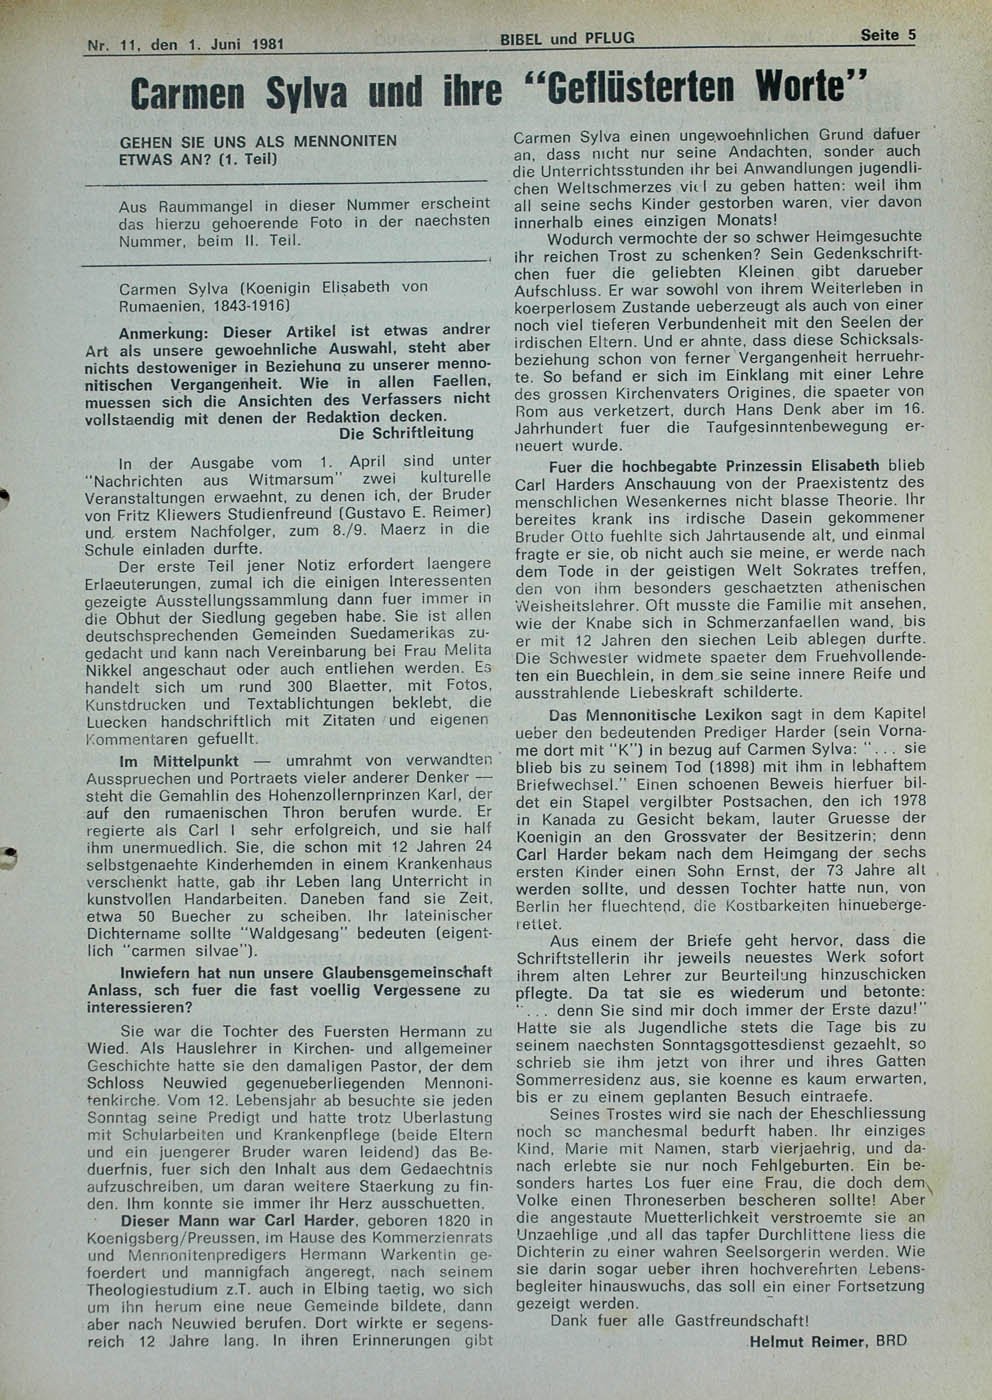 Nr. 11, den 1. Juni 1981
BIBEL und PFLUG
Seite 5
Carmen Sylva und ihre "Geflüsterten Worte"
GEHEN SIE UNS ALS MENNONITEN
ETWAS AN? (1. Teil)
Aus Raummangel in dieser Nummer erscheint
das hierzu gehoerende Foto in der naechsten
Nummer, beim II. Teil.
Carmen Sylva (Koenigin Elisabeth von
Rumaenien, 1843-1916)
Anmerkung: Dieser Artikel ist etwas andrer
Art als unsere gewoehnliche Auswahl, steht aber
nichts destoweniger in Beziehung zu unserer menno-
nitischen Vergangenheit. Wie in allen Faellen,
muessen sich die Ansichten des Verfassers nicht
vollstaendig mit denen der Redaktion decken.
Die Schriftleitung
In der Ausgabe vom 1. April sind unter
"Nachrichten aus Witmarsum" zwei kulturelle
Veranstaltungen erwaehnt, zu denen ich, der Bruder
von Fritz Kliewers Studienfreund (Gustavo E. Reimer)
und erstem Nachfolger, zum 8./9. Maerz in die
Schule einladen durfte.
Der erste Teil jener Notiz erfordert laengere
Erlaeuterungen, zumal ich die einigen Interessenten
gezeigte Ausstellungssammlung dann fuer immer in
die Obhut der Siedlung gegeben habe. Sie ist allen
deutschsprechenden Gemeinden Suedamerikas zu-
gedacht und kann nach Vereinbarung bei Frau Melita
Nikkel angeschaut oder auch entliehen werden. Es
handelt sich um rund 300 Blaetter, mit Fotos,
Kunstdrucken und Textablichtungen beklebt, die
Luecken handschriftlich mit Zitaten und eigenen
Kommentaren gefuellt.
Im Mittelpunkt — umrahmt von verwandten
Ausspruechen und Portraets vieler anderer Denker —
steht die Gemahlin des Hohenzollernprinzen Karl, der
auf den rumaenischen Thron berufen wurde. Er
regierte als Carl I sehr erfolgreich, und sie half
ihm unermuedlich. Sie, die schon mit 12 Jahren 24
selbstgenaehte Kinderhemden in einem Krankenhaus
verschenkt hatte, gab ihr Leben lang Unterricht in
kunstvollen Handarbeiten. Daneben fand sie Zeit,
etwa 50 Buecher zu scheiben. Ihr lateinischer
Dichtername sollte "Waldgesang" bedeuten (eigent-
lich "carmen silvae").
Inwiefern hat nun unsere Glaubensgemeinschaft
Anlass, sch fuer die fast voellig Vergessene zu
interessieren?
Sie war die Tochter des Fuersten Hermann zu
Wied. Als Hauslehrer in Kirchen- und allgemeiner
Geschichte hatte sie den damaligen Pastor, der dem
Schloss Neuwied gegenueberliegenden Mennoni-
tenkirche. Vom 12. Lebensjahr ab besuchte sie jeden
Sonntag seine Predigt und hatte trotz Uberlastung
mit Schularbeiten und Krankenpflege (beide Eltern
und ein juengerer Bruder waren leidend) das Be-
duerfnis, fuer sich den Inhalt aus dem Gedaechtnis
aufzuschreiben, um daran weitere Staerkung zu fin-
den. Ihm konnte sie immer ihr Herz ausschuetten.
Dieser Mann war Carl Harder, geboren 1820 in
Koenigsberg/Preussen, im Hause des Kommerzienrats
und Mennonitenpredigers Hermann Warkentin ge-
foerdert und mannigfach angeregt, nach seinem
Theologiestudium z.T. auch in Elbing taetig, wo sich
um ihn herum eine neue Gemeinde bildete, dann
aber nach Neuwied berufen. Dort wirkte er segens-
reich 12 Jahre lang. In ihren Erinnerungen gibt
Carmen Sylva einen ungewoehnlichen Grund dafuer
an, dass nicht nur seine Andachten, sonder auch
die Unterrichtsstunden ihr bei Anwandlungen jugendli-
chen Weltschmerzes viel zu geben hatten: weil ihm
all seine sechs Kinder gestorben waren, vier davon
innerhalb eines einzigen Monats!
Wodurch vermochte der so schwer Heimgesuchte
ihr reichen Trost zu schenken? Sein Gedenkschrift-
chen fuer die geliebten Kleinen gibt darueber
Aufschluss. Er war sowohl von ihrem Weiterleben in
koerperlosem Zustande ueberzeugt als auch von einer
noch viel tieferen Verbundenheit mit den Seelen der
irdischen Eltern. Und er ahnte, dass diese Schicksals-
beziehung schon von ferner Vergangenheit herruehr-
te. So befand er sich im Einklang mit einer Lehre
des grossen Kirchenvaters Origines, die spaeter von
Rom aus verketzert, durch Hans Denk aber im 16.
Jahrhundert fuer die Taufgesinntenbewegung er-
neuert wurde.
Fuer die hochbegabte Prinzessin Elisabeth blieb
Carl Harders Anschauung von der Praexistentz des
menschlichen Wesenkernes nicht blasse Theorie. Ihr
bereites krank ins irdische Dasein gekommener
Bruder Otto fuehlte sich Jahrtausende alt, und einmal
fragte er sie, ob nicht auch sie meine, er werde nach
dem Tode in der geistigen Welt Sokrates treffen,
den von ihm besonders geschaetzten athenischen
Weisheitslehrer. Oft musste die Familie mit ansehen,
wie der Knabe sich in Schmerzanfaellen wand, bis
er mit 12 Jahren den siechen Leib ablegen durfte.
Die Schwester widmete spaeter dem Fruehvollende-
ten ein Buechlein, in dem sie seine innere Reife und
ausstrahlende Liebeskraft schilderte.
Das Mennonitische Lexikon sagt in dem Kapitel
ueber den bedeutenden Prediger Harder (sein Vorna-
me dort mit "K") in bezug auf Carmen Sylva: "... sie
blieb bis zu seinem Tod (1898) mit ihm in lebhaftem
Briefwechsel." Einen schoenen Beweis hierfuer bil-
det ein Stapel vergilbter Postsachen, den ich 1978
in Kanada zu Gesicht bekam, lauter Gruesse der
Koenigin an den Grossvater der Besitzerin; denn
Carl Harder bekam nach dem Heimgang der sechs
ersten Kinder einen Sohn Ernst, der 73 Jahre alt
werden sollte, und dessen Tochter hatte nun, von
Berlin her fluechtend, die Kostbarkeiten hinueberge-
rettet.
Aus einem der Briefe geht hervor, dass die
Schriftstellerin ihr jeweils neuestes Werk sofort
ihrem alten Lehrer zur Beurteilung hinzuschicken
pflegte. Da tat sie es wiederum und betonte:
"... denn Sie sind mir doch immer der Erste dazu!"
Hatte sie als Jugendliche stets die Tage bis zu
seinem naechsten Sonntagsgottesdienst gezaehlt, so
schrieb sie ihm jetzt von ihrer und ihres Gatten
Sommerresidenz aus, sie koenne es kaum erwarten,
bis er zu einem geplanten Besuch eintraefe.
Seines Trostes wird sie nach der Eheschliessung
noch so manchesmal bedurft haben. Ihr einziges
Kind, Marie mit Namen, starb vierjaehrig, und da-
nach erlebte sie nur noch Fehlgeburten. Ein be-
sonders hartes Los fuer eine Frau, die doch dem
Volke einen Throneserben bescheren sollte! Aber
die angestaute Muetterlichkeit verstroemte sie an
Unzaehlige ,und all das tapfer Durchlittene liess die
Dichterin zu einer wahren Seelsorgerin werden. Wie
sie darin sogar ueber ihren hochverehrten Lebens-
begleiter hinauswuchs, das soll ein einer Fortsetzung
gezeigt werden.
Dank fuer alle Gastfreundschaft!
Helmut Reimer, BRD